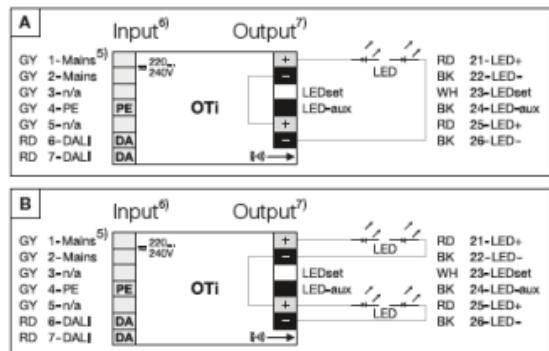 A
Input6) Output7)
GY 1-Mains5) 220... 240V + RD 21-LED+
GY 2-Mains − LED BK 22-LED-
GY 3-n/a LEDset WH 23-LEDset
GY 4-PE PE OTi LED-aux BK 24-LED-aux
GY 5-n/a + RD 25-LED+
RD 6-DALI DA − BK 26-LED-
RD 7-DALI DA
B
Input6) Output7)
GY 1-Mains5) 220... 240V + LED RD 21-LED+
GY 2-Mains − BK 22-LED-
GY 3-n/a LEDset WH 23-LEDset
GY 4-PE PE OTi LED-aux BK 24-LED-aux
GY 5-n/a + LED RD 25-LED+
RD 6-DALI DA − BK 26-LED-
RD 7-DALI DA